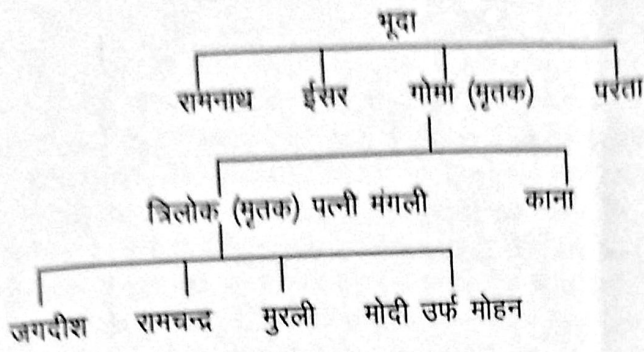 भूदा
रामनाथ ईसर गोमा (मृतक) परता
त्रिलोक (मृतक) पत्नी मंगली काना
जगदीश रामचन्द्र मुरली मोदी उर्फ मोहन